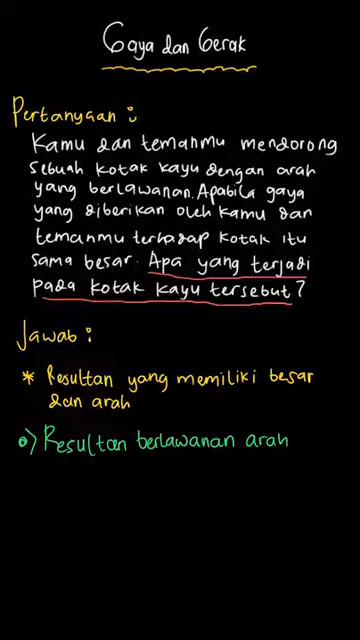 Gaya dan Gerak
Pertanyaan :
Kamu dan temanmu mendorong
sebuah kotak kayu dengan arah
yang berlawanan. Apabila gaya
yang diberikan oleh kamu dan
temanmu terhadap kotak itu
sama besar. Apa yang terjadi
pada kotak kayu tersebut ?
Jawab :
* Resultan yang memiliki besar
dan arah
•) Resultan berlawanan arah